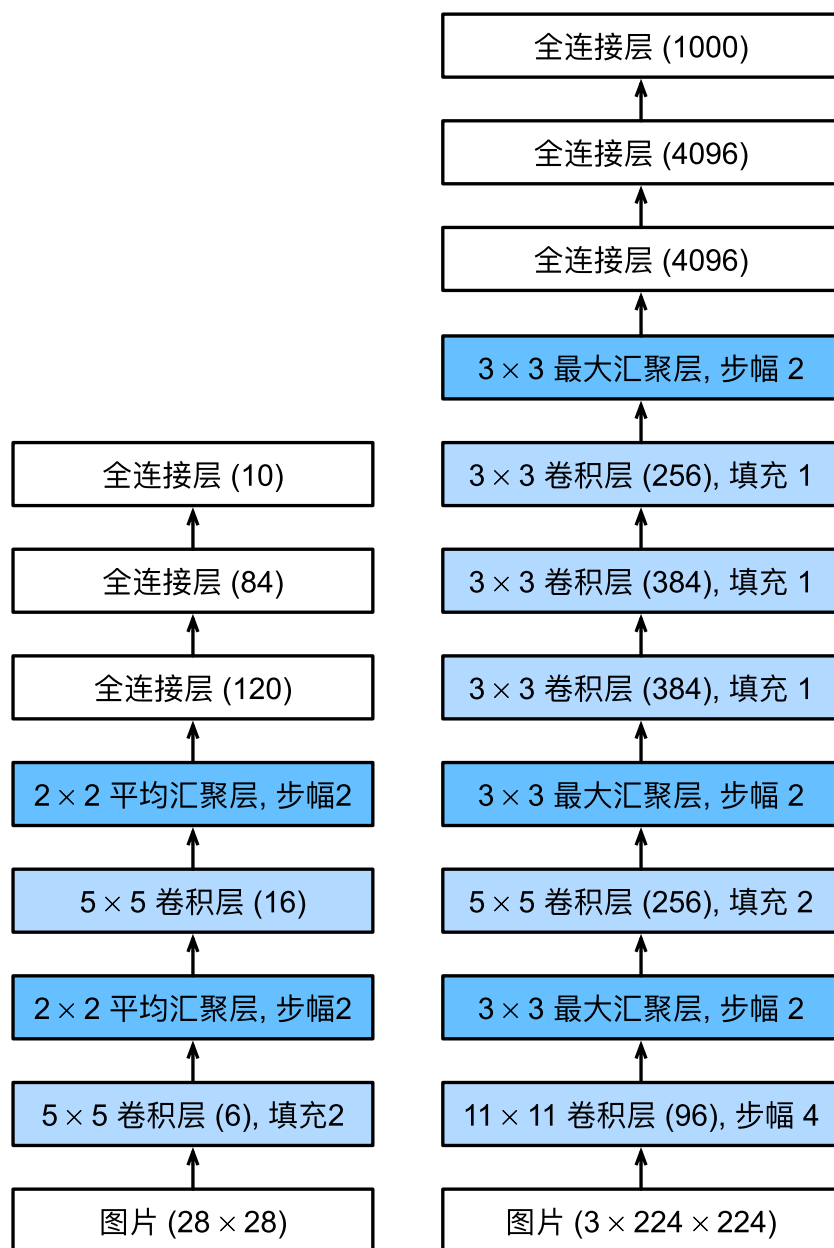 全连接层 (10)
全连接层 (84)
全连接层 (120)
2 × 2 平均汇聚层, 步幅2
5 × 5 卷积层 (16)
2 × 2 平均汇聚层, 步幅2
5 × 5 卷积层 (6), 填充2
图片 (28 × 28)
全连接层 (1000)
全连接层 (4096)
全连接层 (4096)
3 × 3 最大汇聚层, 步幅 2
3 × 3 卷积层 (256), 填充 1
3 × 3 卷积层 (384), 填充 1
3 × 3 卷积层 (384), 填充 1
3 × 3 最大汇聚层, 步幅 2
5 × 5 卷积层 (256), 填充 2
3 × 3 最大汇聚层, 步幅 2
11 × 11 卷积层 (96), 步幅 4
图片 (3 × 224 × 224)